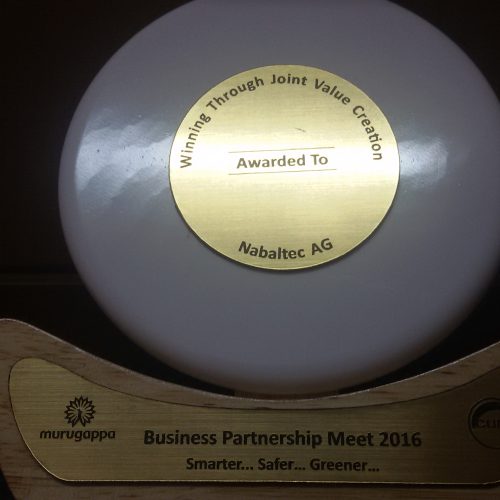 Winning Through Joint Value Creation
Awarded To
Nabaltec AG
murugappa
Business Partnership Meet 2016
Smarter... Safer... Greener...